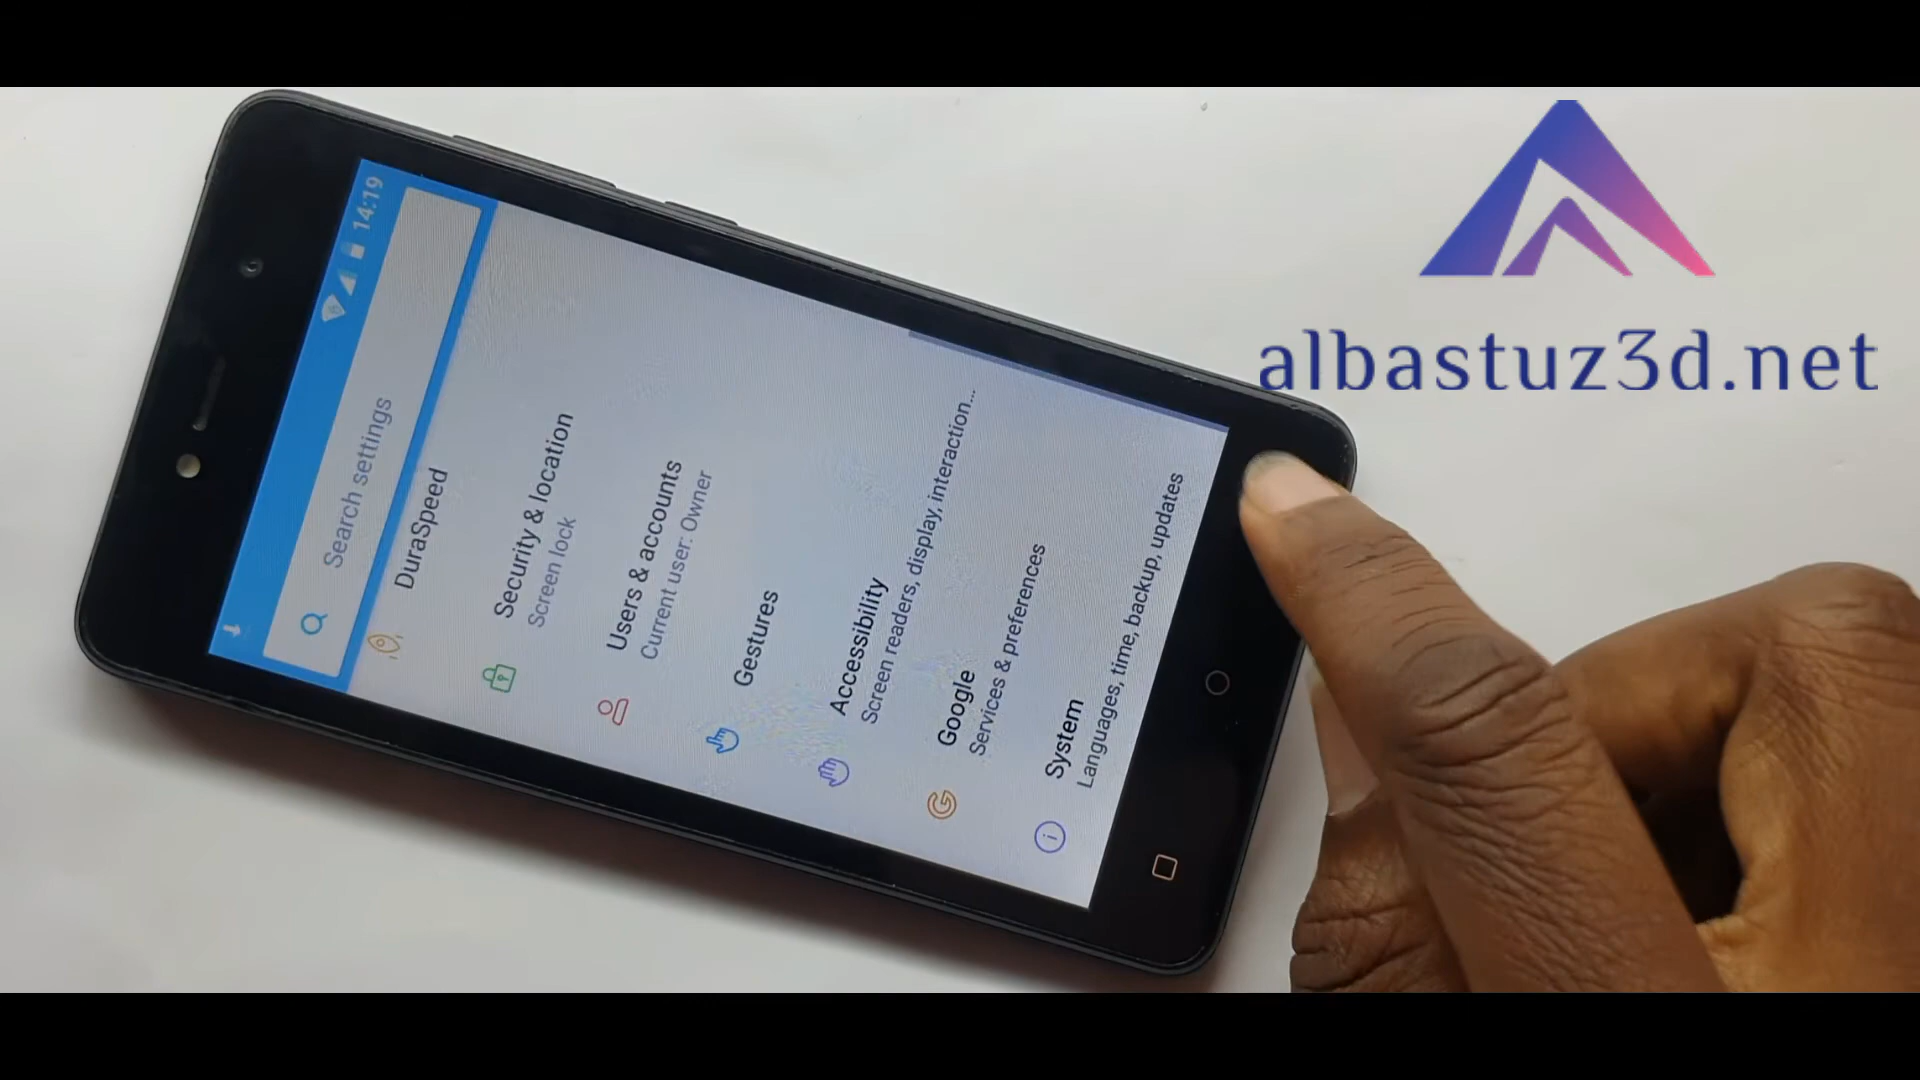 14:19
Search settings
DuraSpeed
Security & location
Screen lock
Users & accounts
Current user: Owner
Gestures
Accessibility
Screen readers, display, interaction...
Google
Services & preferences
System
Languages, time, backup, updates
albastuz3d.net